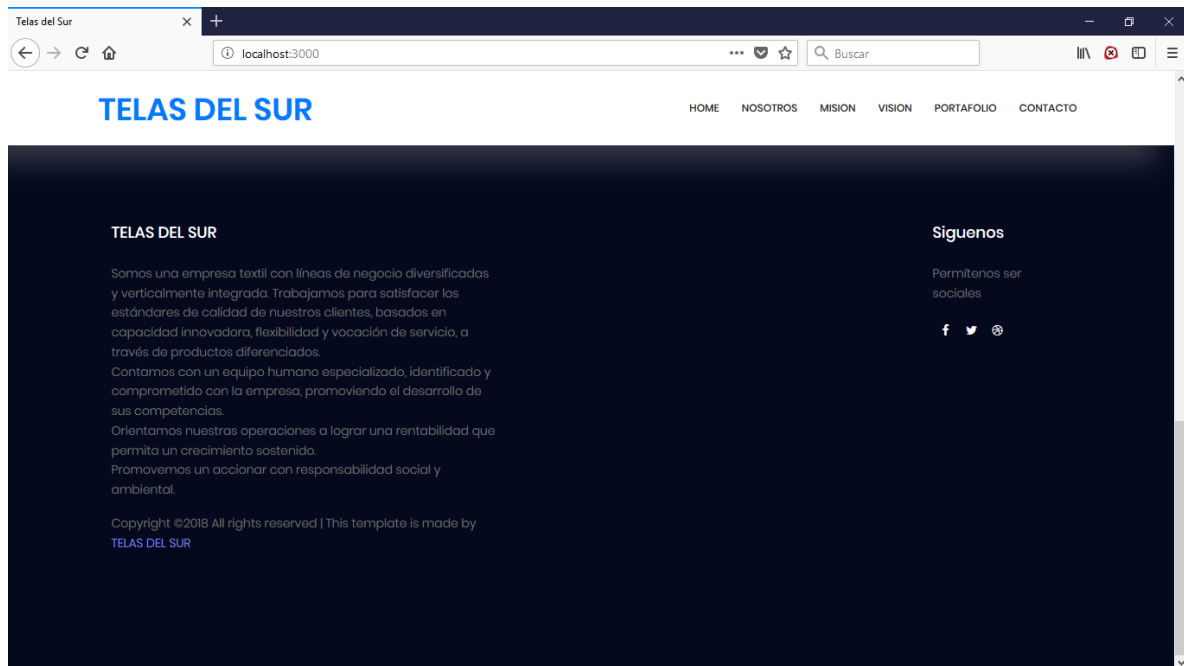 Telas del Sur
localhost:3000
Buscar
TELAS DEL SUR
HOME NOSOTROS MISION VISION PORTAFOLIO CONTACTO
TELAS DEL SUR
Somos una empresa textil con líneas de negocio diversificadas
y verticalmente integrada. Trabajamos para satisfacer los
estándares de calidad de nuestros clientes, basados en
capacidad innovadora, flexibilidad y vocación de servicio, a
través de productos diferenciados.
Contamos con un equipo humano especializado, identificado y
comprometido con la empresa, promoviendo el desarrollo de
sus competencias.
Orientamos nuestras operaciones a lograr una rentabilidad que
permita un crecimiento sostenido.
Promovemos un accionar con responsabilidad social y
ambiental.
Copyright ©2018 All rights reserved | This template is made by
TELAS DEL SUR
Siguenos
Permítenos ser
sociales